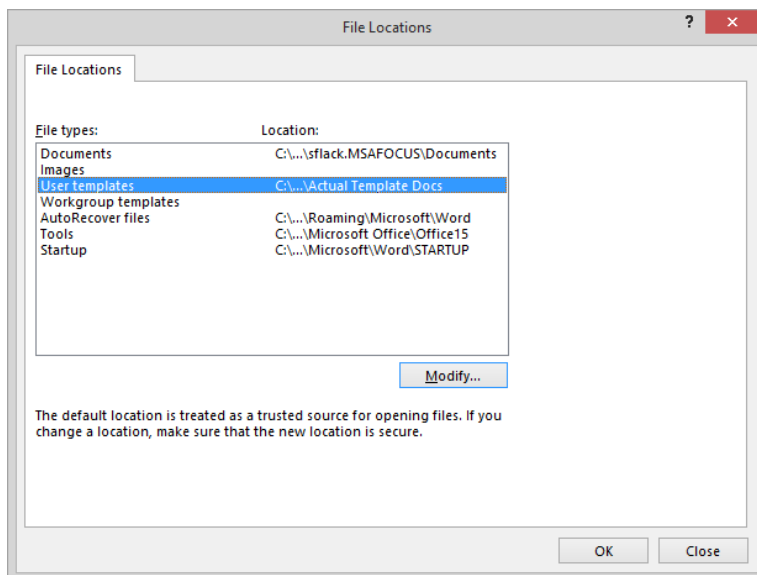 File Locations
?
File Locations
File types: Location:
Documents C:\...\sflack.MSAFOCUS\Documents
Images
User templates C:\...\Actual Template Docs
Workgroup templates
AutoRecover files C:\...\Roaming\Microsoft\Word
Tools C:\...\Microsoft Office\Office15
Startup C:\...\Microsoft\Word\STARTUP
Modify...
The default location is treated as a trusted source for opening files. If you
change a location, make sure that the new location is secure.
OK Close